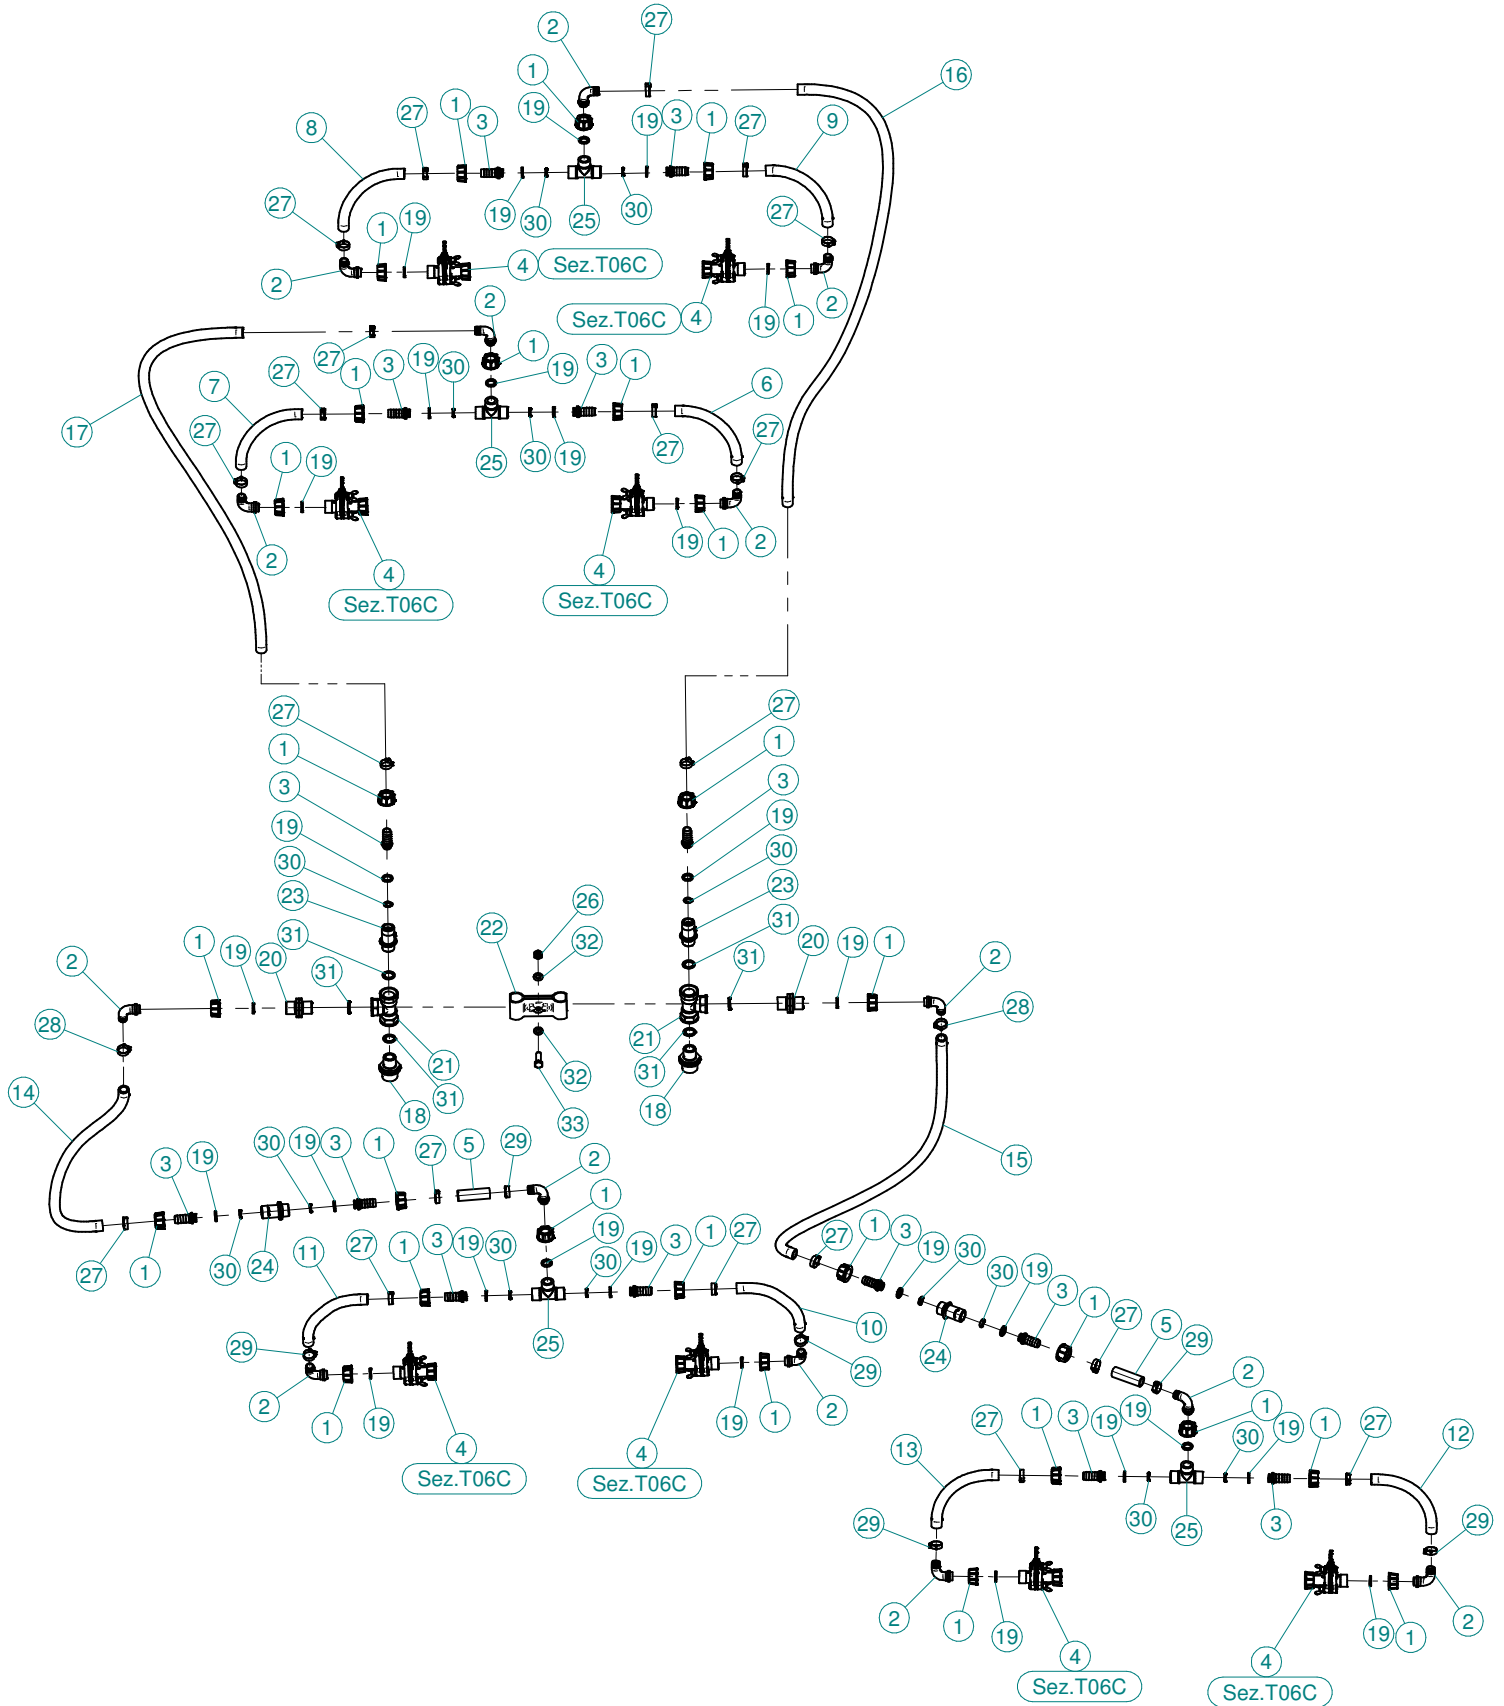 2 27
1 16
27 1 3 19 19 3 1 27 9
8
19 30 25 30
27 1 19 27
2 4 Sez.T06C 2
2 Sez.T06C 4 19 1
27 1 3 19 30 1 19 3 1 6
7 27 1
17 27 1 19 25 30 19 27 27
2 19 1 2
4 4
Sez.T06C Sez.T06C
27 27
1 1
3 3
19 19
30 30
23 26 23
2 1 19 20 31 31 22 32 31 31 20 19 1 2
28 21 21 28
14 31 32 31
18 33 18
15
3 19 30 19 3 1 27 5 29 2
1
27 1 30 24 19
11 27 1 3 19 30 30 19 3 1 27 27 1 3 19 30
30 19 3 1 27 5 29
25 10 24
29 29 2
2 1 19 19 1 2
4 4
Sez.T06C Sez.T06C
27 1 3 19 19 1 30 19 1 27 12
13
30 25 3
29 29
2 1 19 19 1 2
4 4
Sez.T06C Sez.T06C